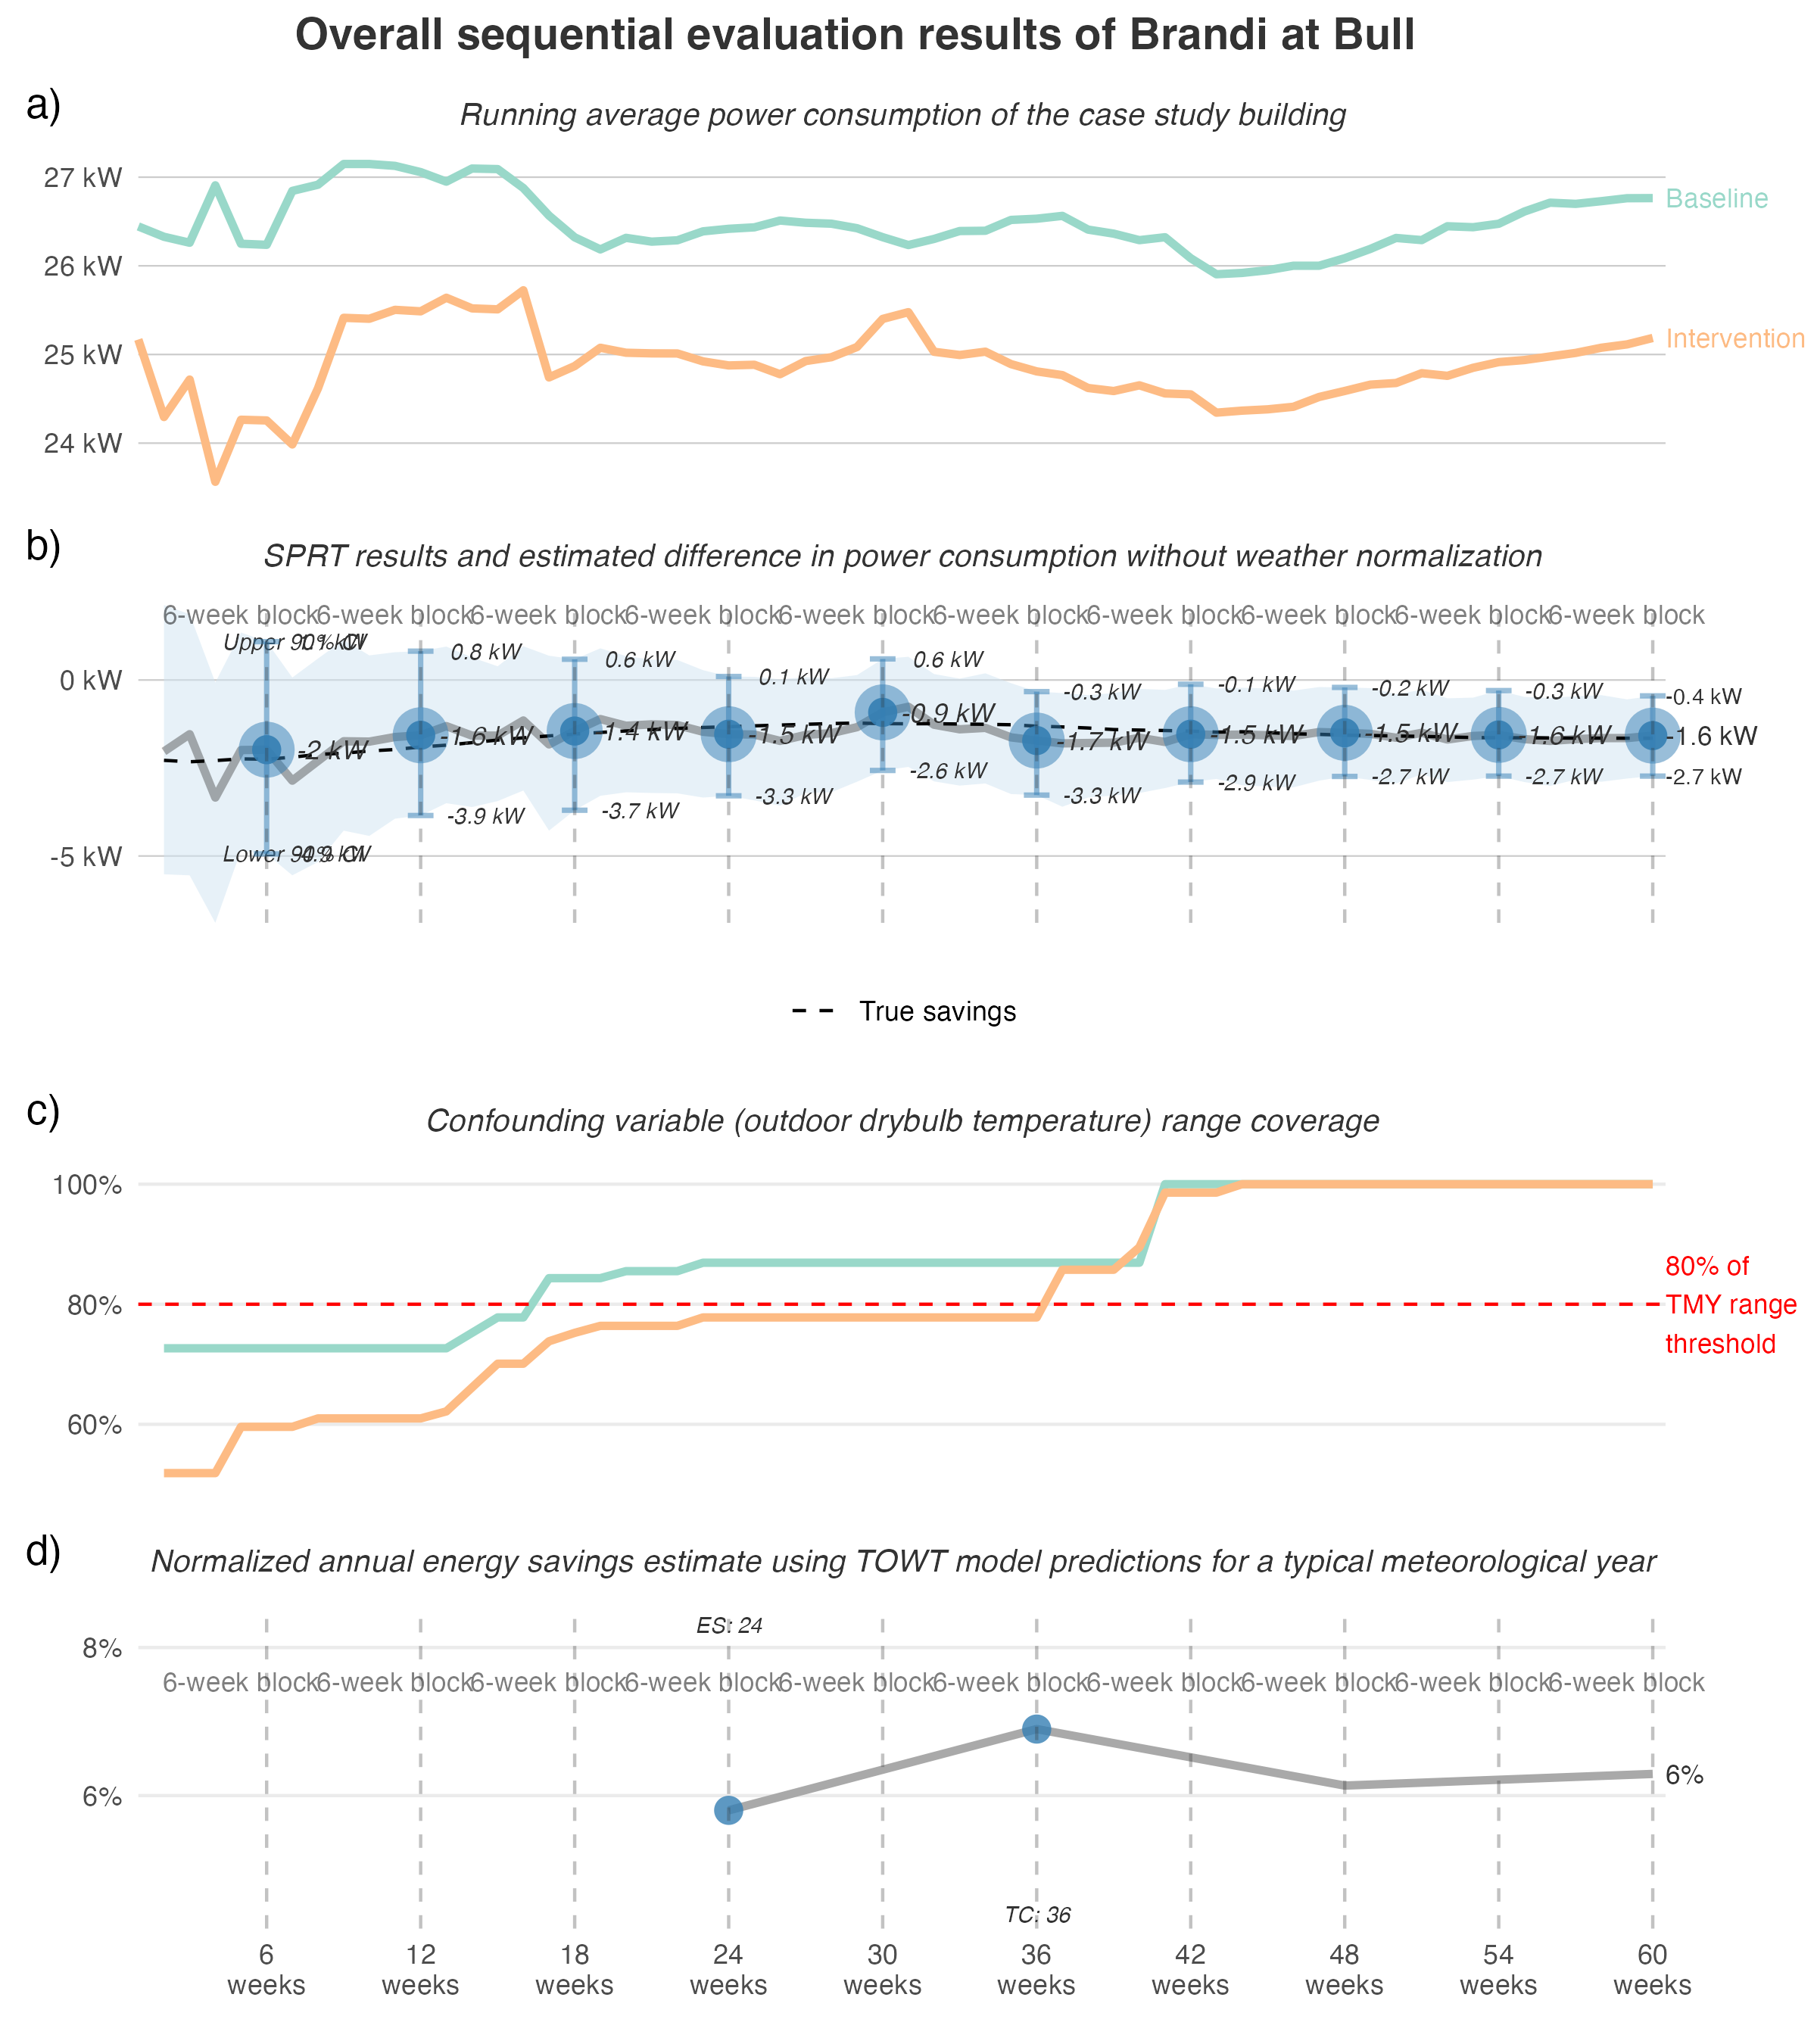 Overall sequential evaluation results of Brandi at Bull
a)
Running average power consumption of the case study building
27 kW
26 kW
25 kW
24 kW
Baseline
Intervention
b)
SPRT results and estimated difference in power consumption without weather normalization
6-week block 6-week block 6-week block 6-week block 6-week block 6-week block 6-week block 6-week block 6-week block 6-week block
Upper 90% CI
0.8 kW
0.6 kW
0.1 kW
0.6 kW
-0.3 kW
-0.1 kW
-0.2 kW
-0.3 kW
-0.4 kW
0 kW
-2 kW
-1.6 kW
-1.4 kW
-1.5 kW
-0.9 kW
-1.7 kW
-1.5 kW
-1.5 kW
-1.6 kW
-1.6 kW
-3.9 kW
-3.7 kW
-3.3 kW
-2.6 kW
-3.3 kW
-2.9 kW
-2.7 kW
-2.7 kW
-2.7 kW
Lower 90% CI
-5 kW
True savings
c)
Confounding variable (outdoor drybulb temperature) range coverage
100%
80%
60%
80% of
TMY range
threshold
d)
Normalized annual energy savings estimate using TOWT model predictions for a typical meteorological year
ES: 24
8%
6-week block 6-week block 6-week block 6-week block 6-week block 6-week block 6-week block 6-week block 6-week block 6-week block
6%
6%
TC: 36
6 12 18 24 30 36 42 48 54 60
weeks weeks weeks weeks weeks weeks weeks weeks weeks weeks